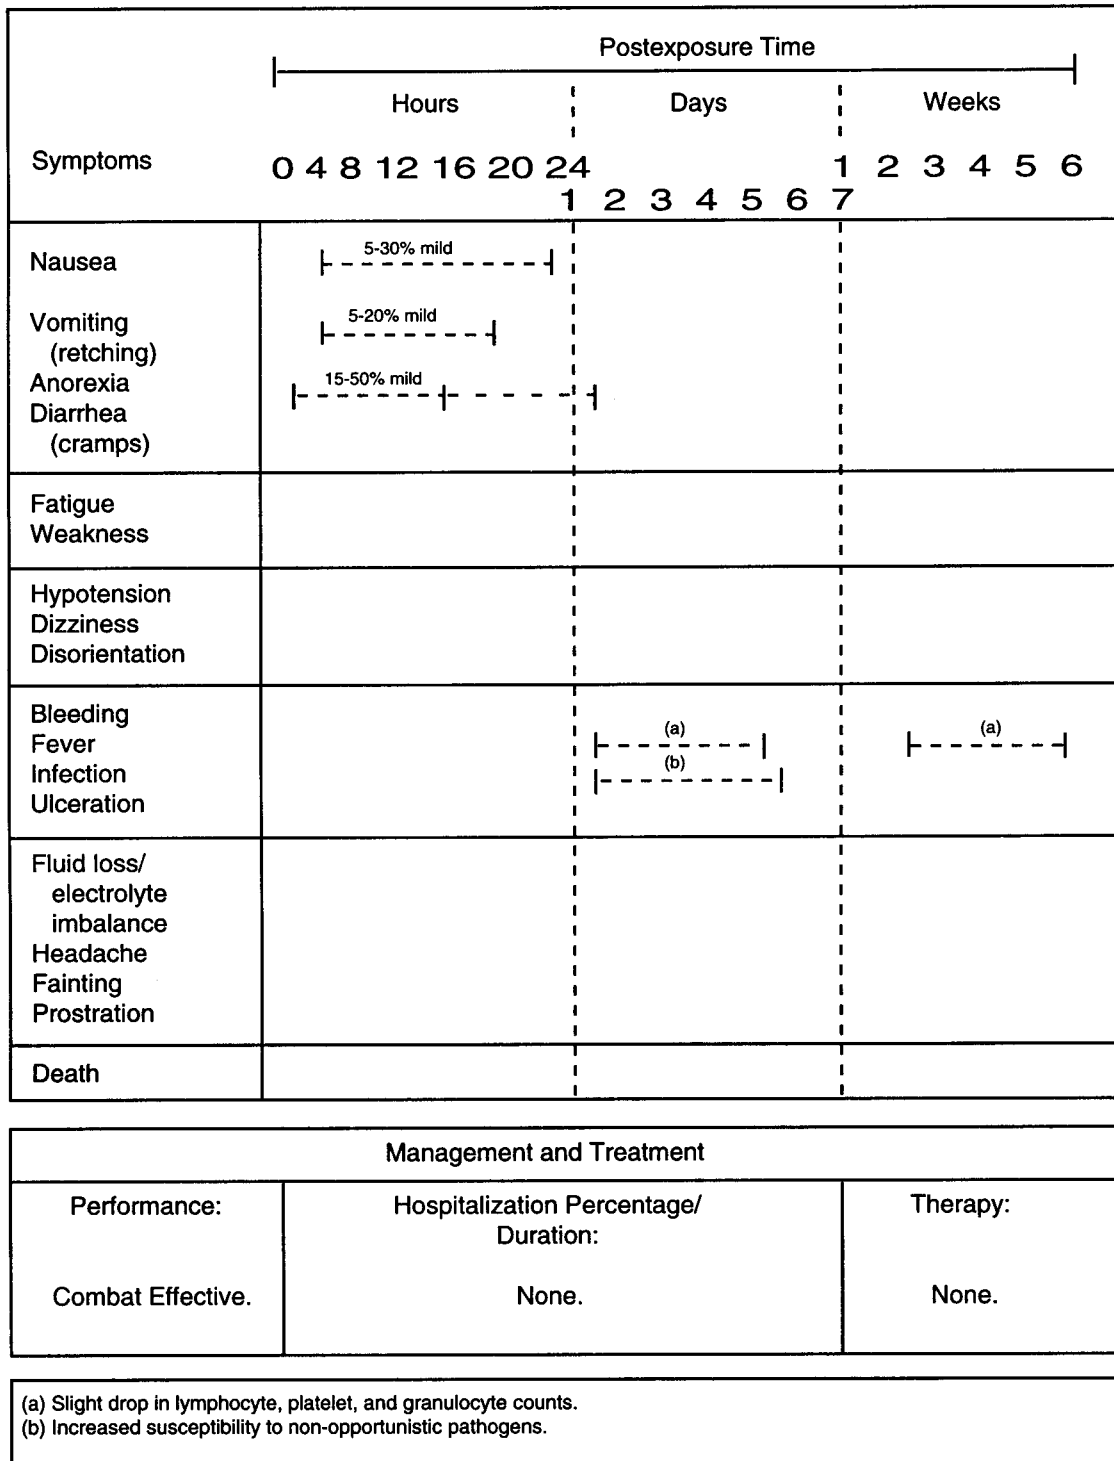 Postexposure Time
Hours Days Weeks
Symptoms 0 4 8 12 16 20 24 1 2 3 4 5 6
1 2 3 4 5 6 7
Nausea 5-30% mild
Vomiting 5-20% mild
(retching)
Anorexia 15-50% mild
Diarrhea
(cramps)
Fatigue
Weakness
Hypotension
Dizziness
Disorientation
Bleeding
Fever (a) (a)
Infection (b)
Ulceration
Fluid loss/
electrolyte
imbalance
Headache
Fainting
Prostration
Death
Management and Treatment
Performance: Hospitalization Percentage/ Therapy:
Duration:
Combat Effective. None. None.
(a) Slight drop in lymphocyte, platelet, and granulocyte counts.
(b) Increased susceptibility to non-opportunistic pathogens.